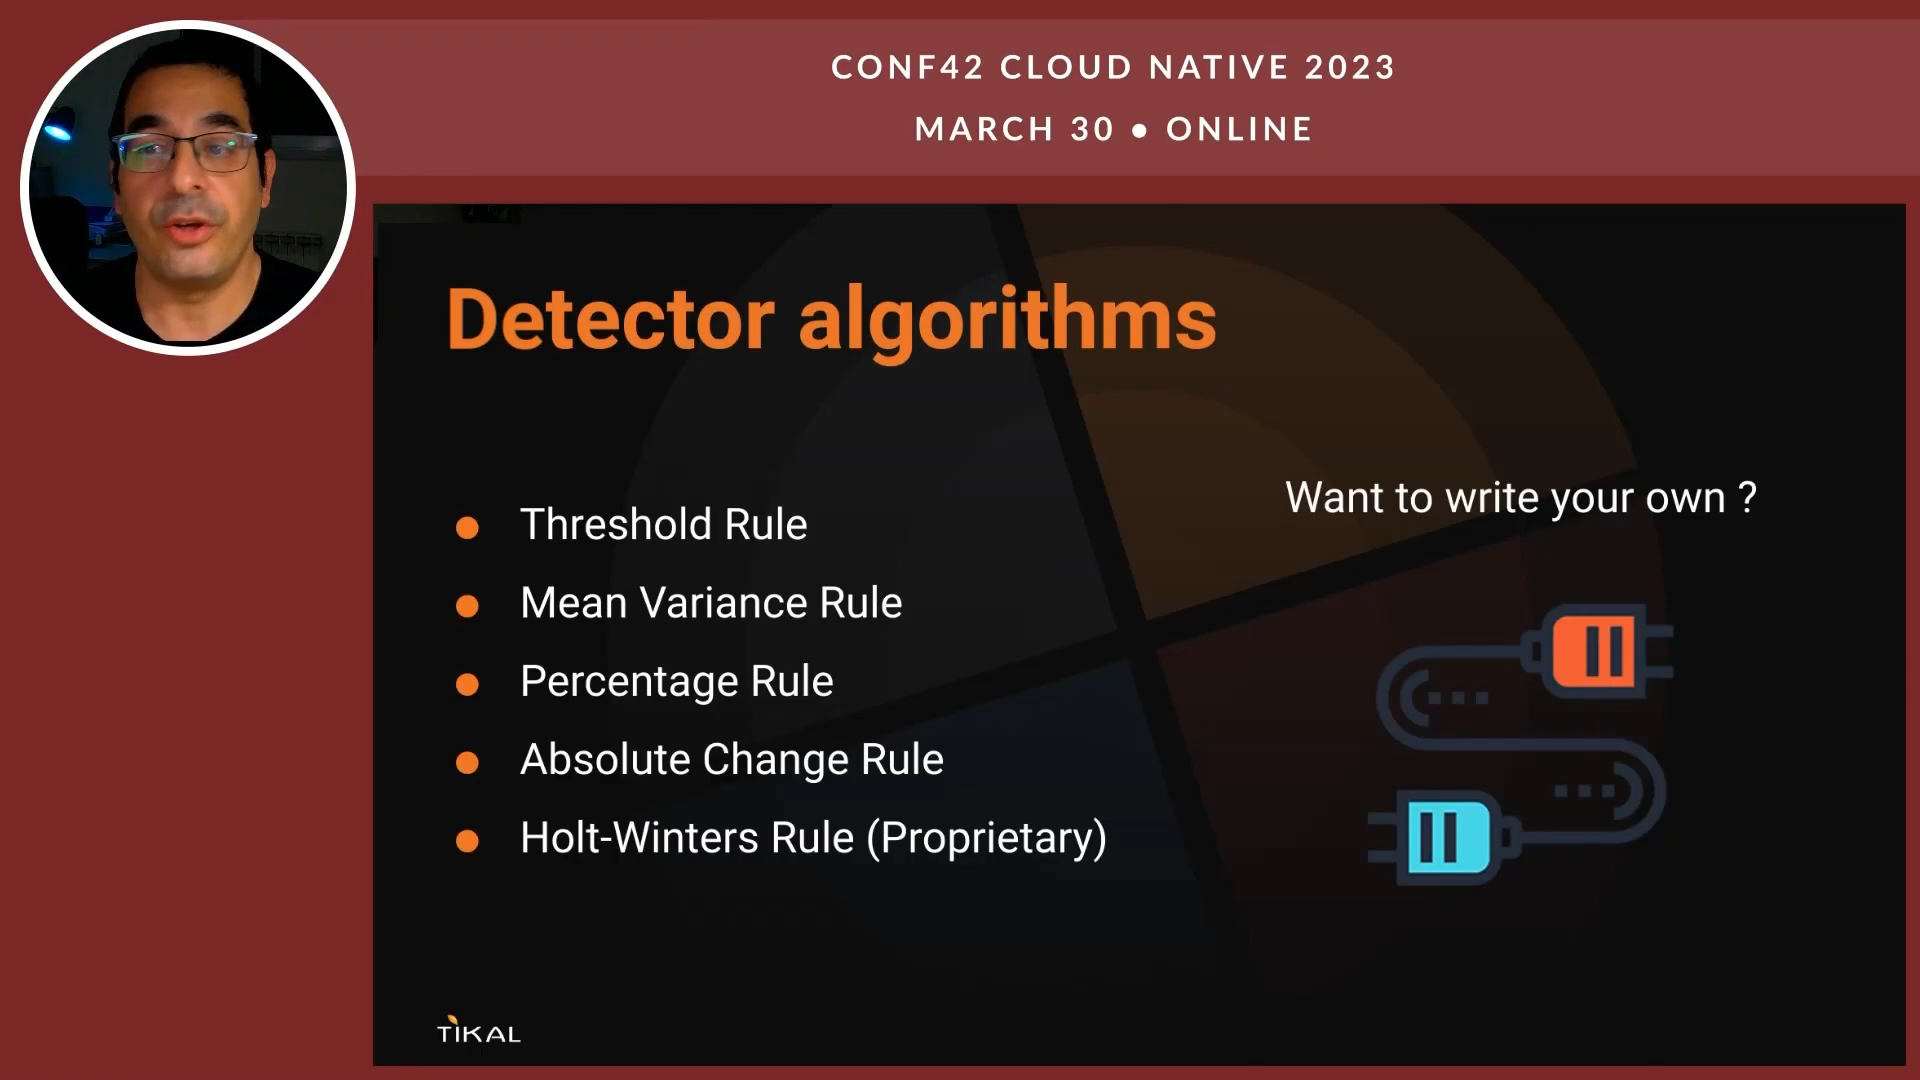 CONF42 CLOUD NATIVE 2023
MARCH 30 ● ONLINE
Detector algorithms
● Threshold Rule
● Mean Variance Rule
● Percentage Rule
● Absolute Change Rule
● Holt-Winters Rule (Proprietary)
Want to write your own ?
TIKAL